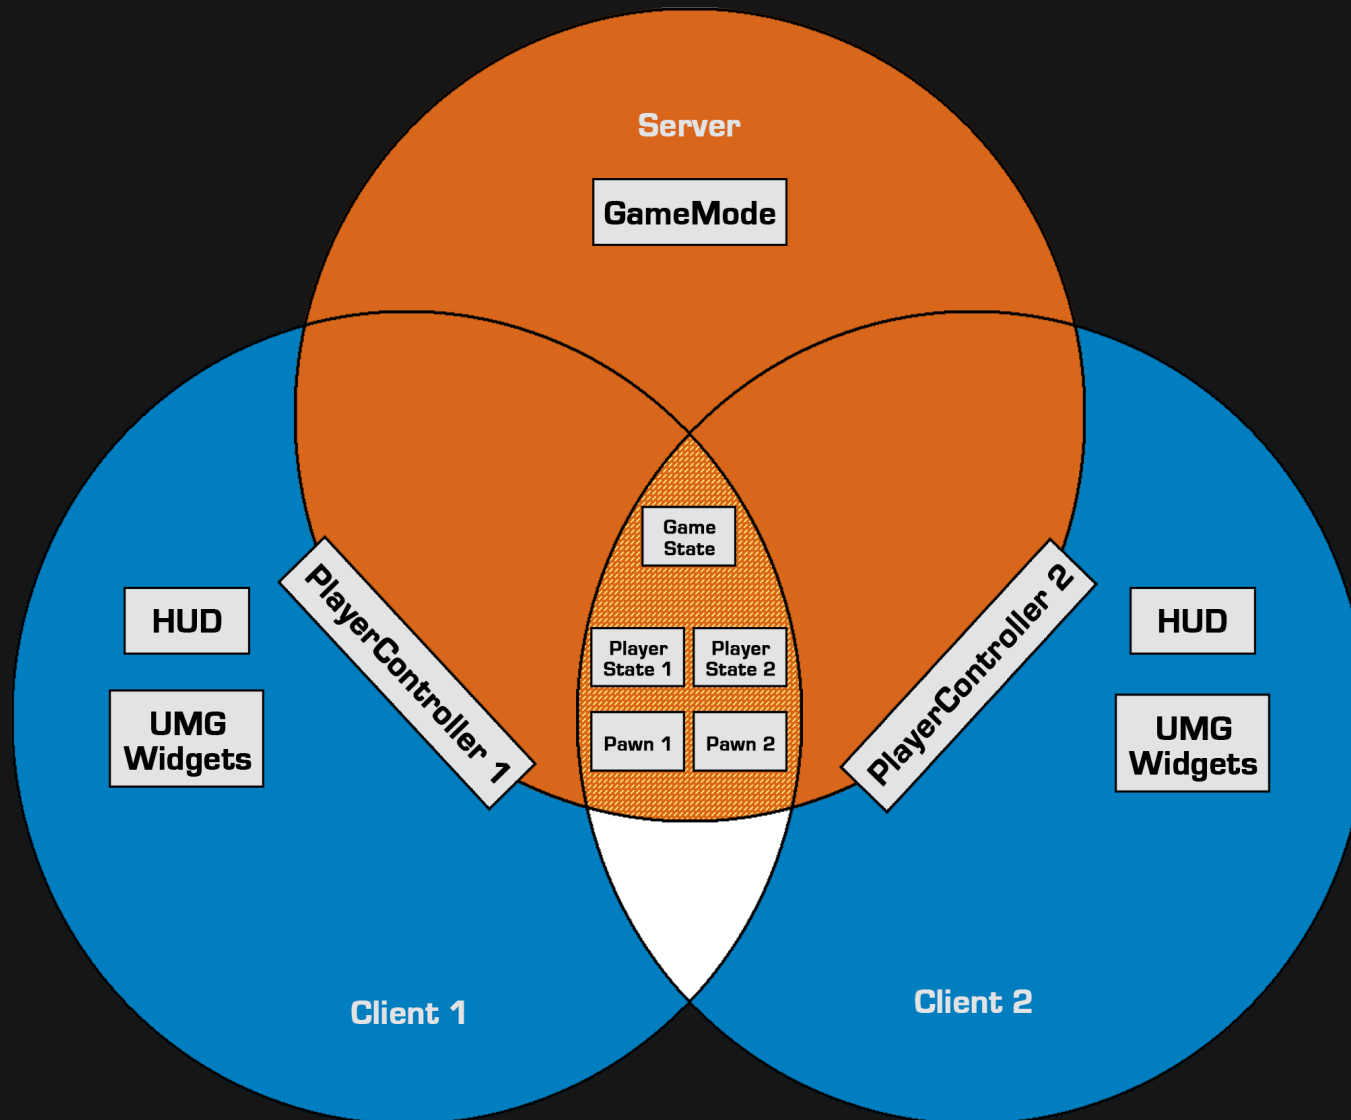 Server
GameMode
Game
State
PlayerController 1
PlayerController 2
HUD
HUD
Player
State 1
Player
State 2
UMG
Widgets
UMG
Widgets
Pawn 1
Pawn 2
Client 1
Client 2